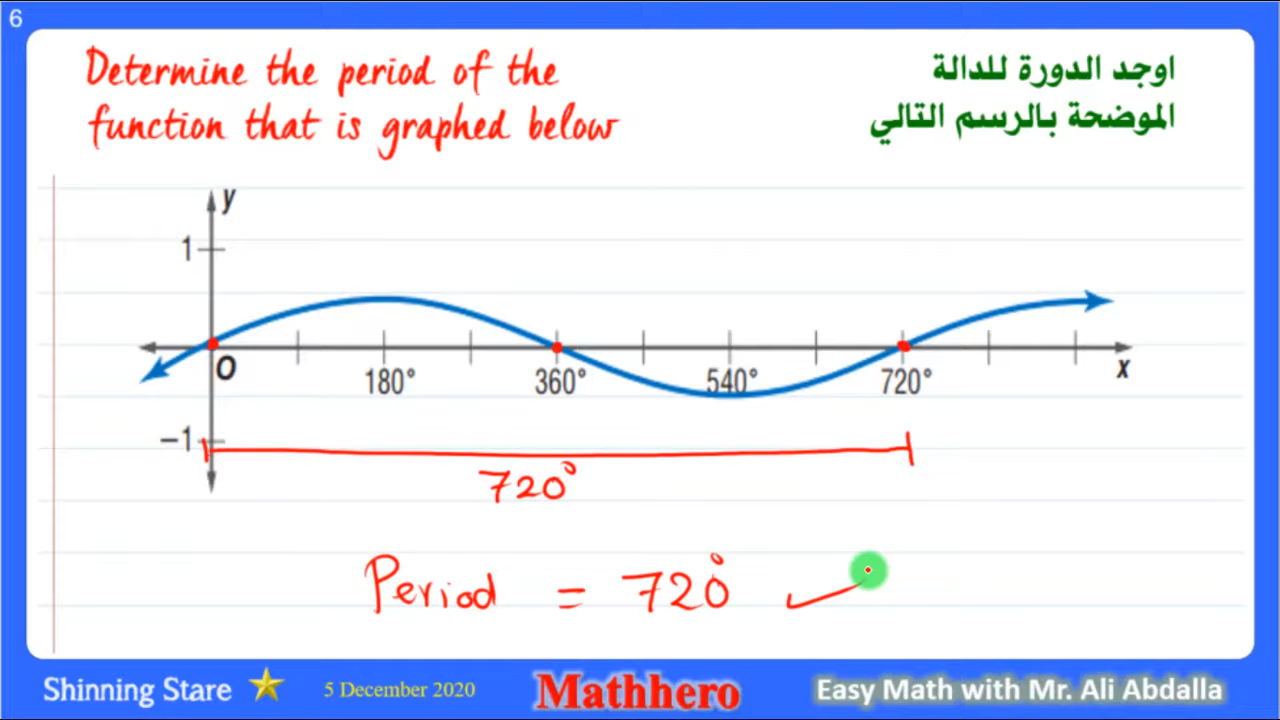 6
Determine the period of the
function that is graphed below
اوجد الدورة للدالة
الموضحة بالرسم التالي
y
1
O
180°
360°
540°
720°
x
−1
720°
Period = 720°
Shinning Stare
5 December 2020
Mathhero
Easy Math with Mr. Ali Abdalla